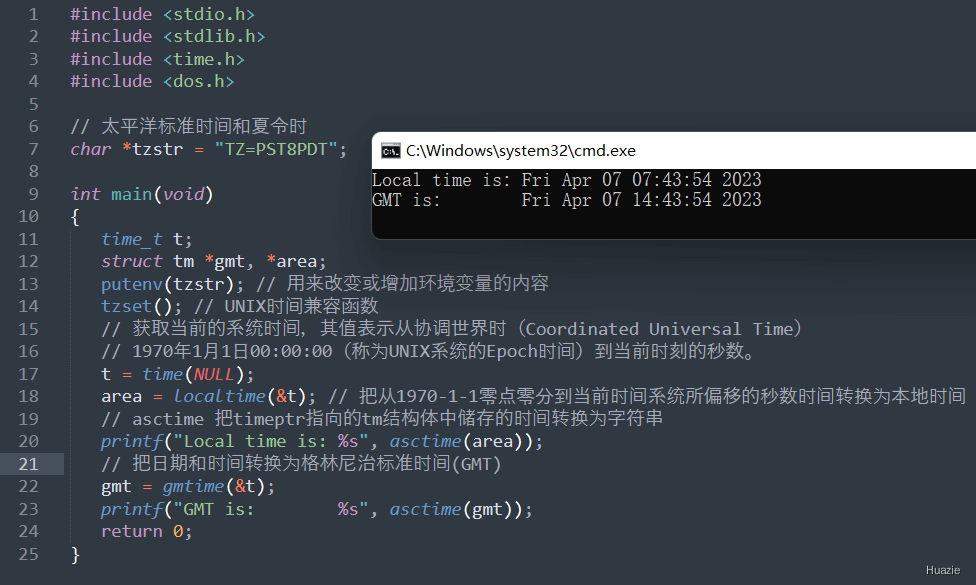 1 #include <stdio.h>
2 #include <stdlib.h>
3 #include <time.h>
4 #include <dos.h>
5
6 // 太平洋标准时间和夏令时
7 char *tzstr = "TZ=PST8PDT";
8
9 int main(void)
10 {
11 time_t t;
12 struct tm *gmt, *area;
13 putenv(tzstr); // 用来改变或增加环境变量的内容
14 tzset(); // UNIX时间兼容函数
15 // 获取当前的系统时间，其值表示从协调世界时（Coordinated Universal Time）
16 // 1970年1月1日00:00:00（称为UNIX系统的Epoch时间）到当前时刻的秒数。
17 t = time(NULL);
18 area = localtime(&t); // 把从1970-1-1零点零分到当前时间系统所偏移的秒数时间转换为本地时间
19 // asctime 把timeptr指向的tm结构体中储存的时间转换为字符串
20 printf("Local time is: %s", asctime(area));
21 // 把日期和时间转换为格林尼治标准时间(GMT)
22 gmt = gmtime(&t);
23 printf("GMT is:        %s", asctime(gmt));
24 return 0;
25 }
C:\Windows\system32\cmd.exe
Local time is: Fri Apr 07 07:43:54 2023
GMT is:        Fri Apr 07 14:43:54 2023
Huazie